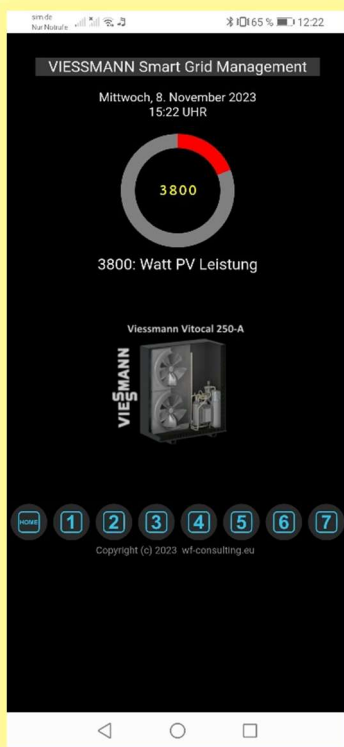 sim.de
Nur Notrufe
65 % 12:22
VIESSMANN Smart Grid Management
Mittwoch, 8. November 2023
15:22 UHR
3800
3800: Watt PV Leistung
Viessmann Vitocal 250-A
VIESSMANN
HOME 1 2 3 4 5 6 7
Copyright (c) 2023 wf-consulting.eu